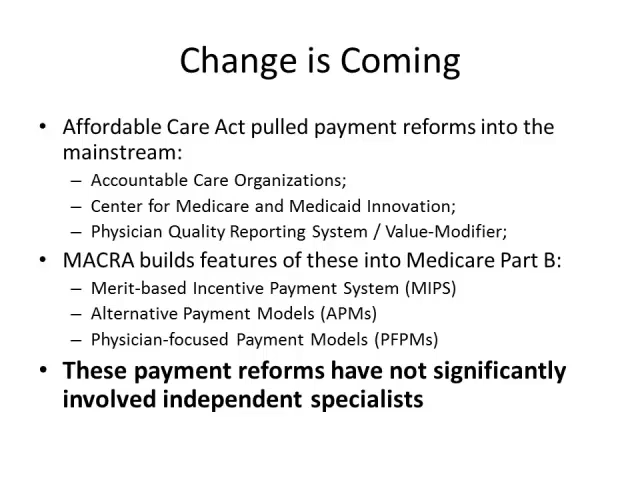 Change is Coming
• Affordable Care Act pulled payment reforms into the
mainstream:
– Accountable Care Organizations;
– Center for Medicare and Medicaid Innovation;
– Physician Quality Reporting System / Value-Modifier;
• MACRA builds features of these into Medicare Part B:
– Merit-based Incentive Payment System (MIPS)
– Alternative Payment Models (APMs)
– Physician-focused Payment Models (PFPMs)
• These payment reforms have not significantly
involved independent specialists